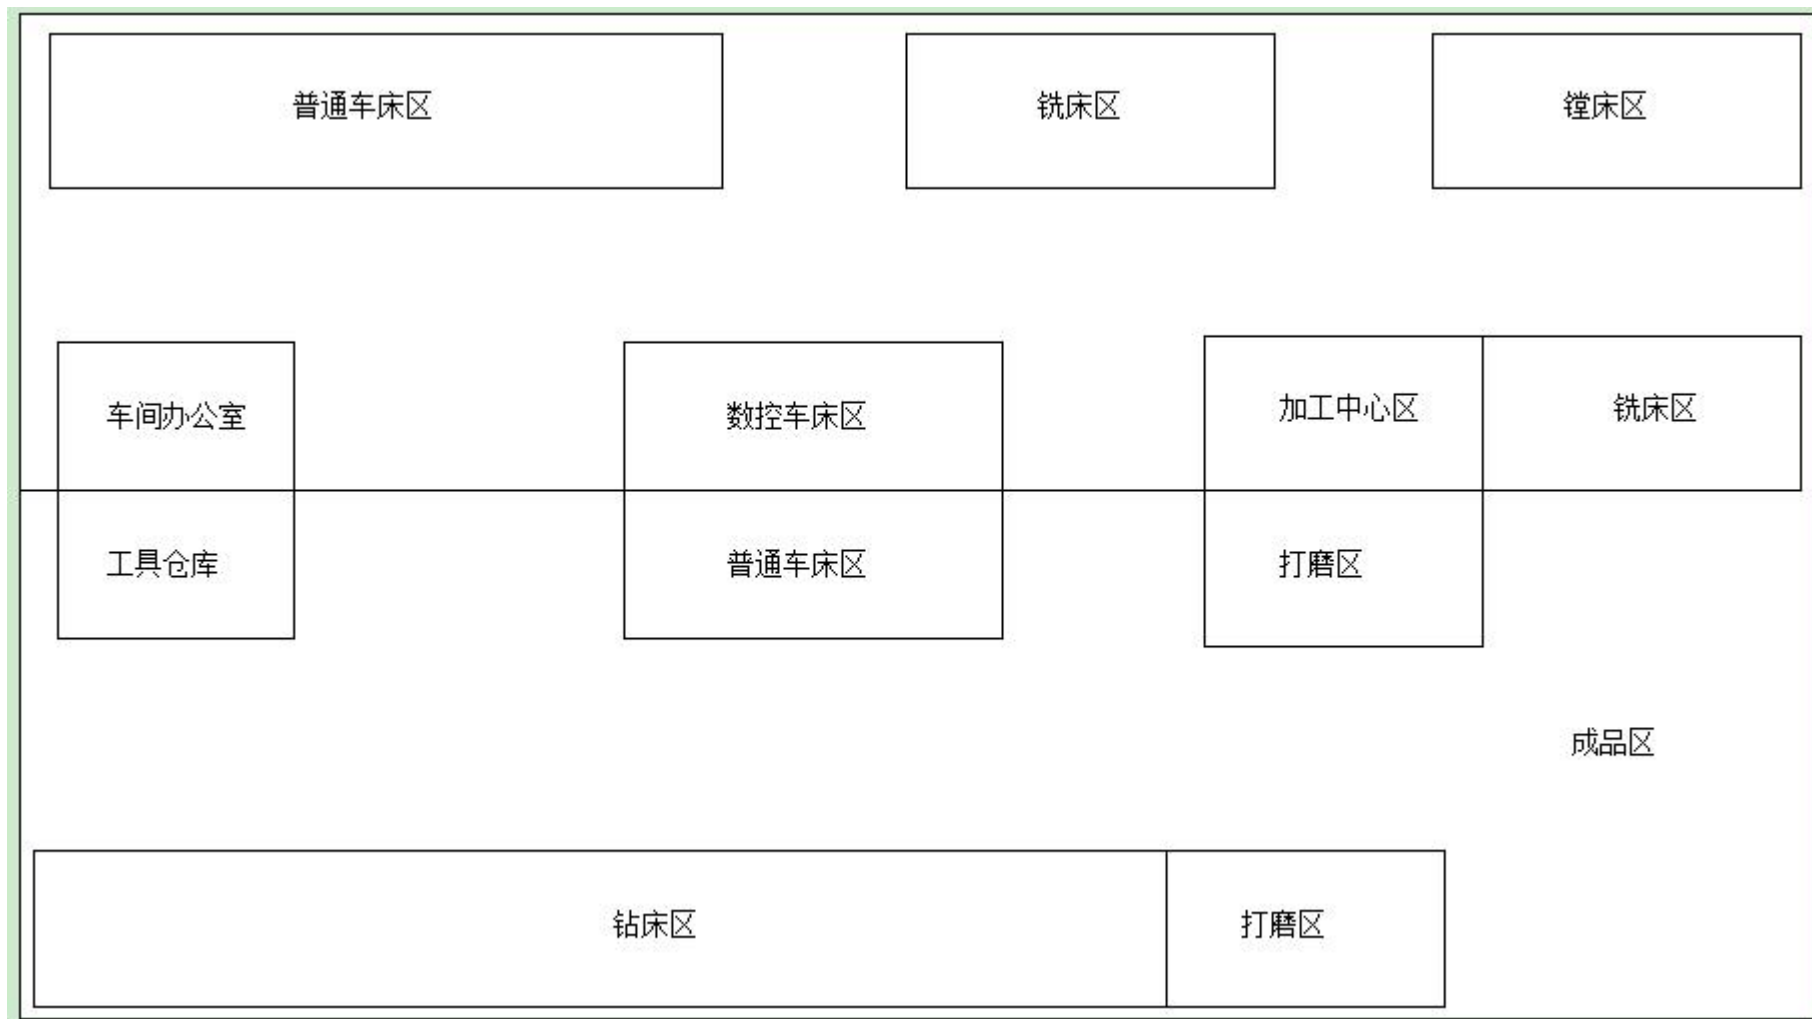 普通车床区
铣床区
镗床区
车间办公室
数控车床区
加工中心区
铣床区
工具仓库
普通车床区
打磨区
成品区
钻床区
打磨区